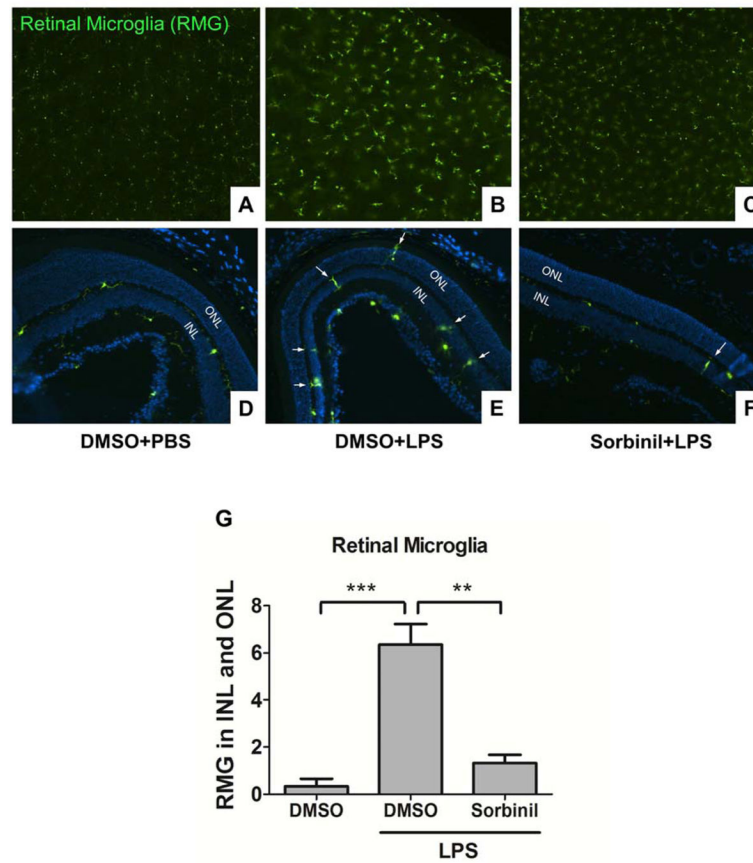 Retinal Microglia (RMG)
A
B
C
ONL
INL
D
ONL
INL
E
ONL
INL
F
DMSO+PBS
DMSO+LPS
Sorbinil+LPS
G
Retinal Microglia
***
**
RMG in INL and ONL
8
6
4
2
0
DMSO
DMSO
Sorbinil
LPS